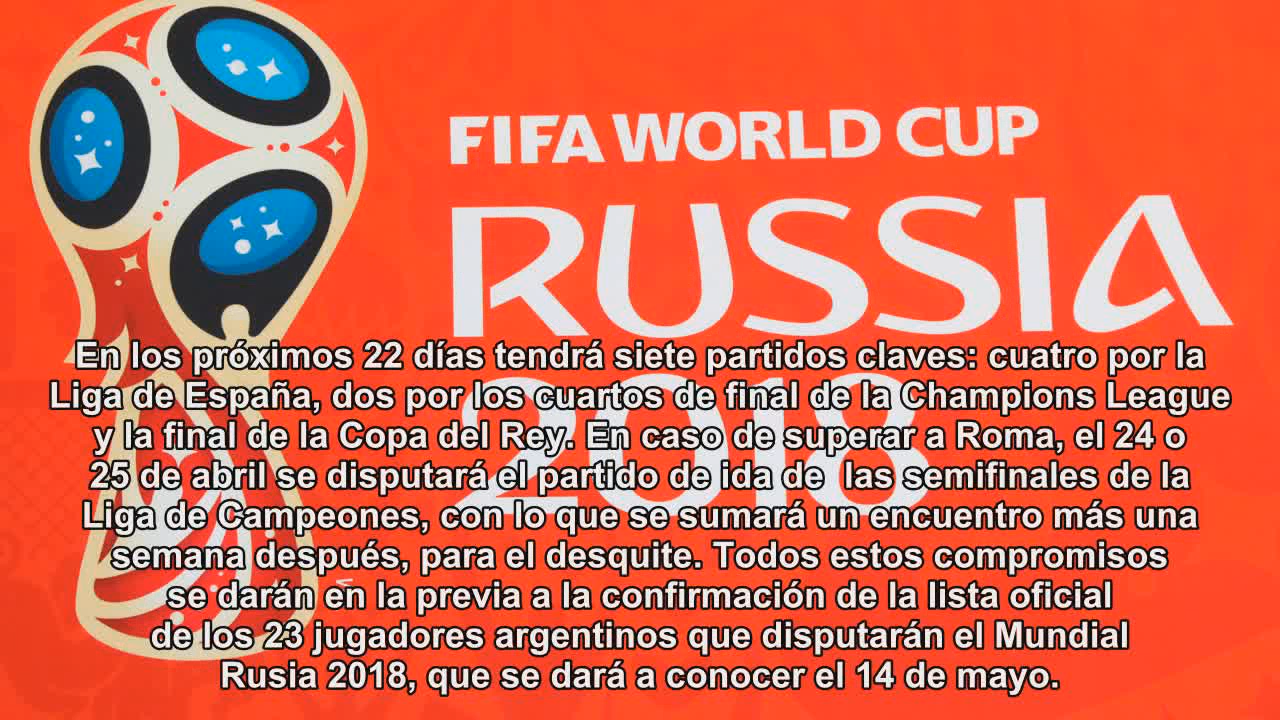 FIFA WORLD CUP
RUSSIA
2018
En los próximos 22 días tendrá siete partidos claves: cuatro por la
Liga de España, dos por los cuartos de final de la Champions League
y la final de la Copa del Rey. En caso de superar a Roma, el 24 o
25 de abril se disputará el partido de ida de  las semifinales de la
Liga de Campeones, con lo que se sumará un encuentro más una
semana después, para el desquite. Todos estos compromisos
se darán en la previa a la confirmación de la lista oficial
de los 23 jugadores argentinos que disputarán el Mundial
Rusia 2018, que se dará a conocer el 14 de mayo.